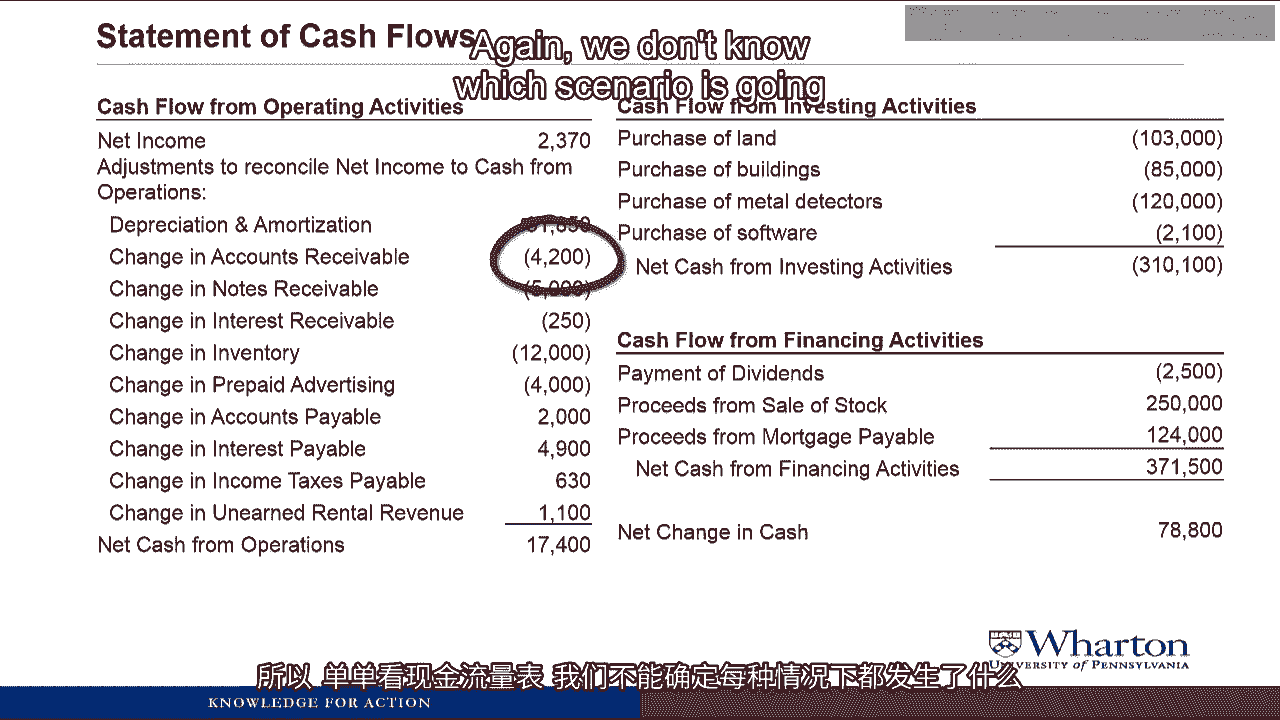 Statement of Cash Flows
Again, we don't know
which scenario is going
Cash Flow from Operating Activities
Net Income 2,370
Adjustments to reconcile Net Income to Cash from
Operations:
Depreciation & Amortization
Change in Accounts Receivable (4,200)
Change in Notes Receivable (5,000)
Change in Interest Receivable (250)
Change in Inventory (12,000)
Change in Prepaid Advertising (4,000)
Change in Accounts Payable 2,000
Change in Interest Payable 4,900
Change in Income Taxes Payable 630
Change in Unearned Rental Revenue 1,100
Net Cash from Operations 17,400
Cash Flow from Investing Activities
Purchase of land (103,000)
Purchase of buildings (85,000)
Purchase of metal detectors (120,000)
Purchase of software (2,100)
Net Cash from Investing Activities (310,100)
Cash Flow from Financing Activities
Payment of Dividends (2,500)
Proceeds from Sale of Stock 250,000
Proceeds from Mortgage Payable 124,000
Net Cash from Financing Activities 371,500
Net Change in Cash 78,800
Wharton
University of Pennsylvania
所以 单单看现金流量表 我们不能确定每种情况下都发生了什么
KNOWLEDGE FOR ACTION